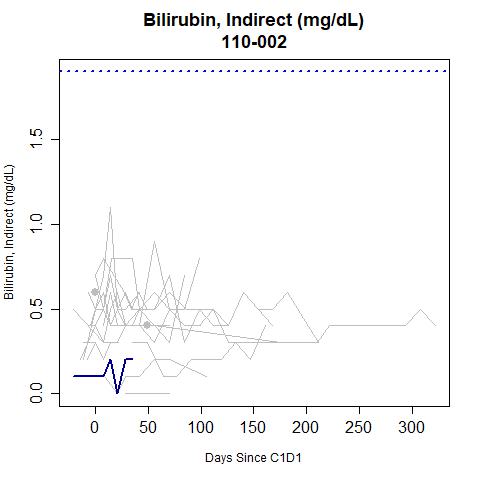 Bilirubin, Indirect (mg/dL)
110-002
Bilirubin, Indirect (mg/dL)
1.5
1.0
0.5
0.0
0 50 100 150 200 250 300
Days Since C1D1